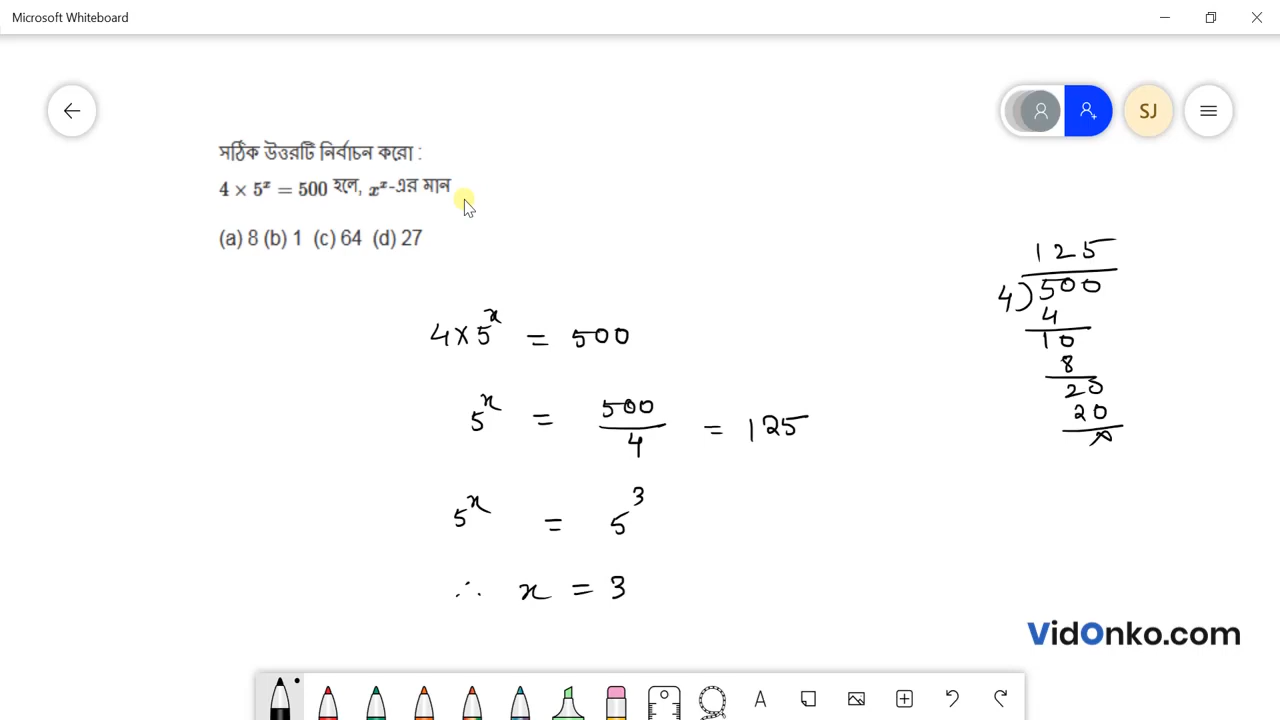 Microsoft Whiteboard
SJ
সঠিক উত্তরটি নির্বাচন করো :
4 × 5ˣ = 500 হলে, xˣ-এর মান
(a) 8 (b) 1 (c) 64 (d) 27
4 × 5ˣ = 500
5ˣ = 500/4 = 125
5ˣ = 5³
∴ x = 3
125
4)500
4
10
8
20
20
VidOnko.com
A